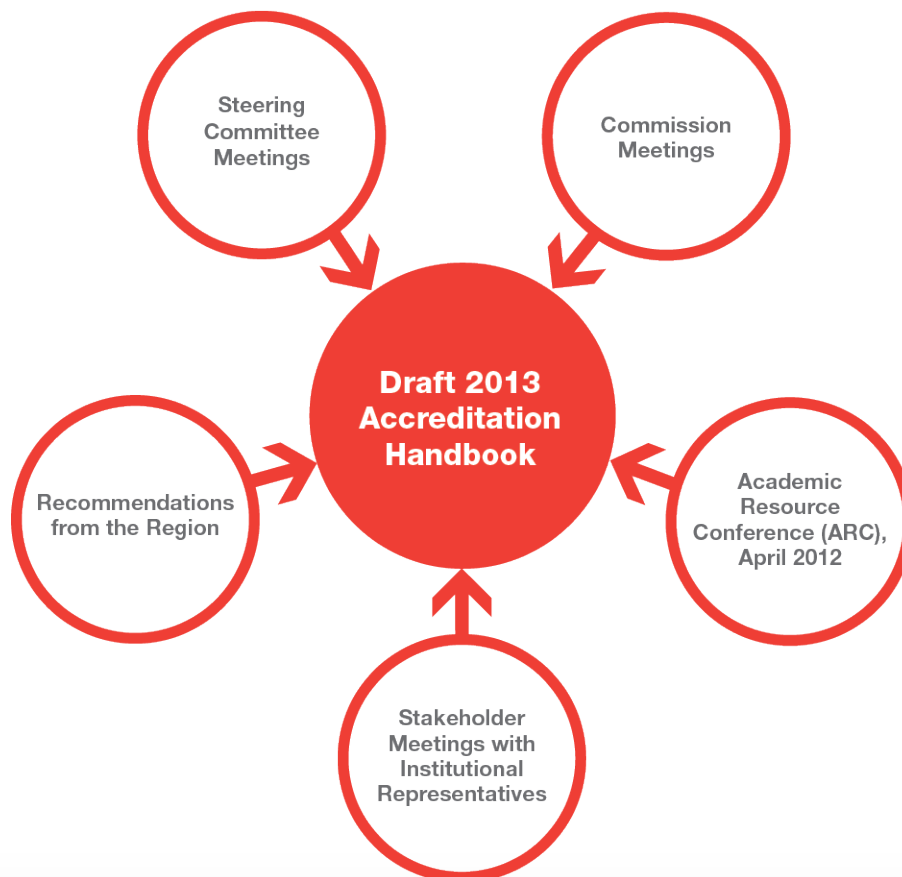 Steering
Committee
Meetings
Commission
Meetings
Draft 2013
Accreditation
Handbook
Recommendations
from the Region
Academic
Resource
Conference (ARC),
April 2012
Stakeholder
Meetings with
Institutional
Representatives